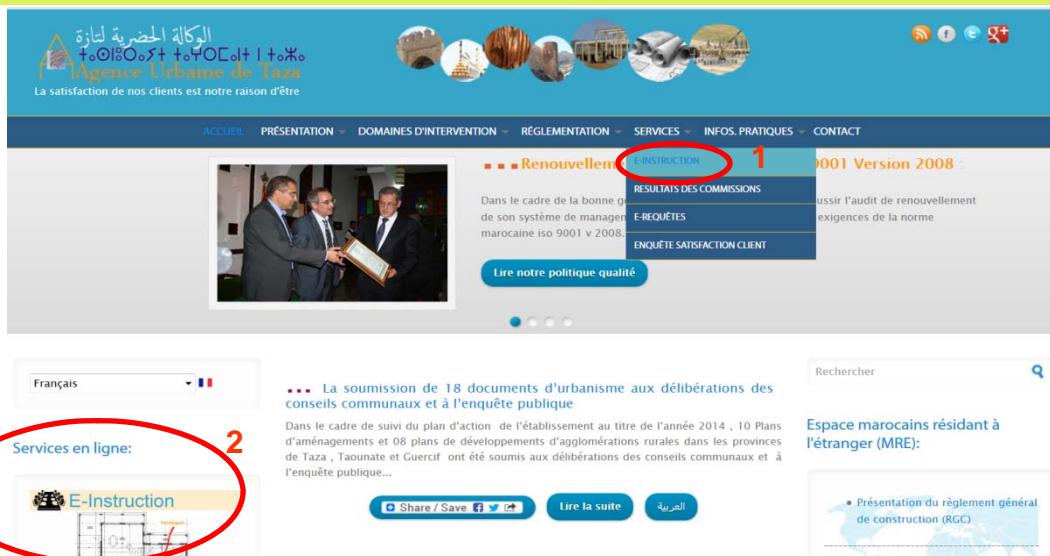 الوكالة الحضرية لتازة
ⵜⴰⵙⵏⵓⵔⴰⵢⵜ ⵜⴰⵖⵔⵎⴰⵏⵜ ⵏ ⵜⴰⵣⴰ
Agence Urbaine de Taza
La satisfaction de nos clients est notre raison d'être
ACCUEIL PRÉSENTATION DOMAINES D'INTERVENTION RÉGLEMENTATION SERVICES INFOS. PRATIQUES CONTACT
E-INSTRUCTION
1
RESULTATS DES COMMISSIONS
E-REQUÊTES
ENQUÊTE SATISFACTION CLIENT
9001 Version 2008 :
Dans le cadre de la bonne
ussir l'audit de renouvellement
de son système de
exigences de la norme
marocaine iso 9001 v 2008.
Lire notre politique qualité
Français
Services en ligne:
2
E-Instruction
La soumission de 18 documents d'urbanisme aux délibérations des
conseils communaux et à l'enquête publique
Dans le cadre de suivi du plan d'action de l'établissement au titre de l'année 2014 , 10 Plans
d'aménagements et 08 plans de développements d'agglomérations rurales dans les provinces
de Taza , Taounate et Guercif ont été soumis aux délibérations des conseils communaux et à
l'enquête publique...
Share / Save
Lire la suite
العربية
Rechercher
Espace marocains résidant à
l'étranger (MRE):
Présentation du règlement général
de construction (RGC)